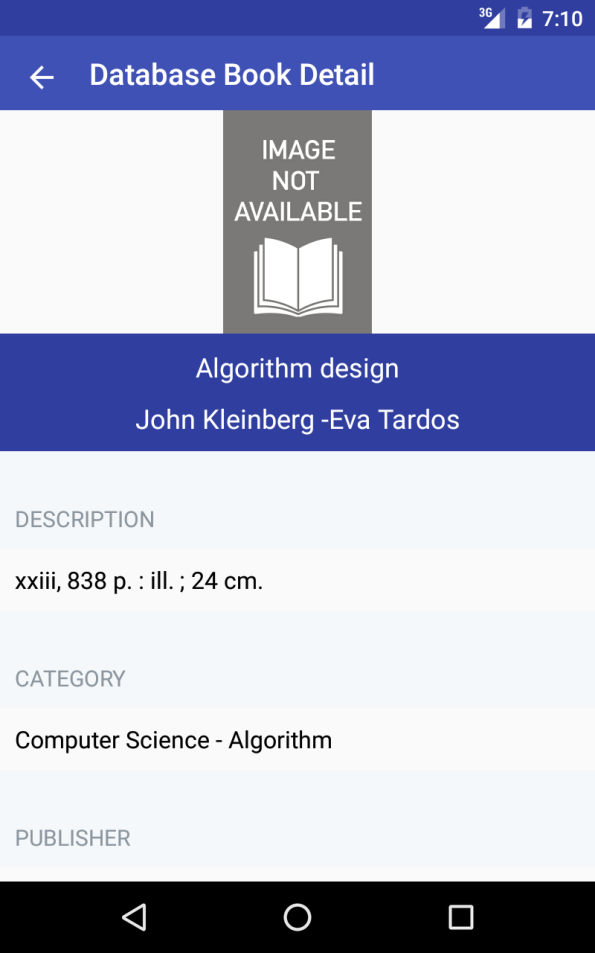 3G 7:10
Database Book Detail
IMAGE
NOT
AVAILABLE
Algorithm design
John Kleinberg -Eva Tardos
DESCRIPTION
xxiii, 838 p. : ill. ; 24 cm.
CATEGORY
Computer Science - Algorithm
PUBLISHER